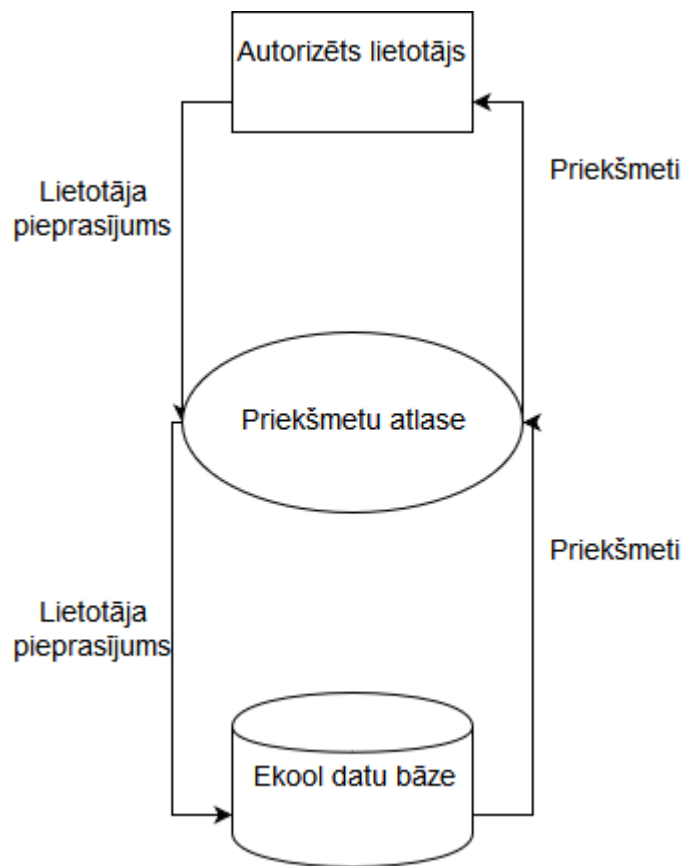 Autorizēts lietotājs
Priekšmeti
Lietotāja
pieprasījums
Priekšmetu atlase
Priekšmeti
Lietotāja
pieprasījums
Ekool datu bāze